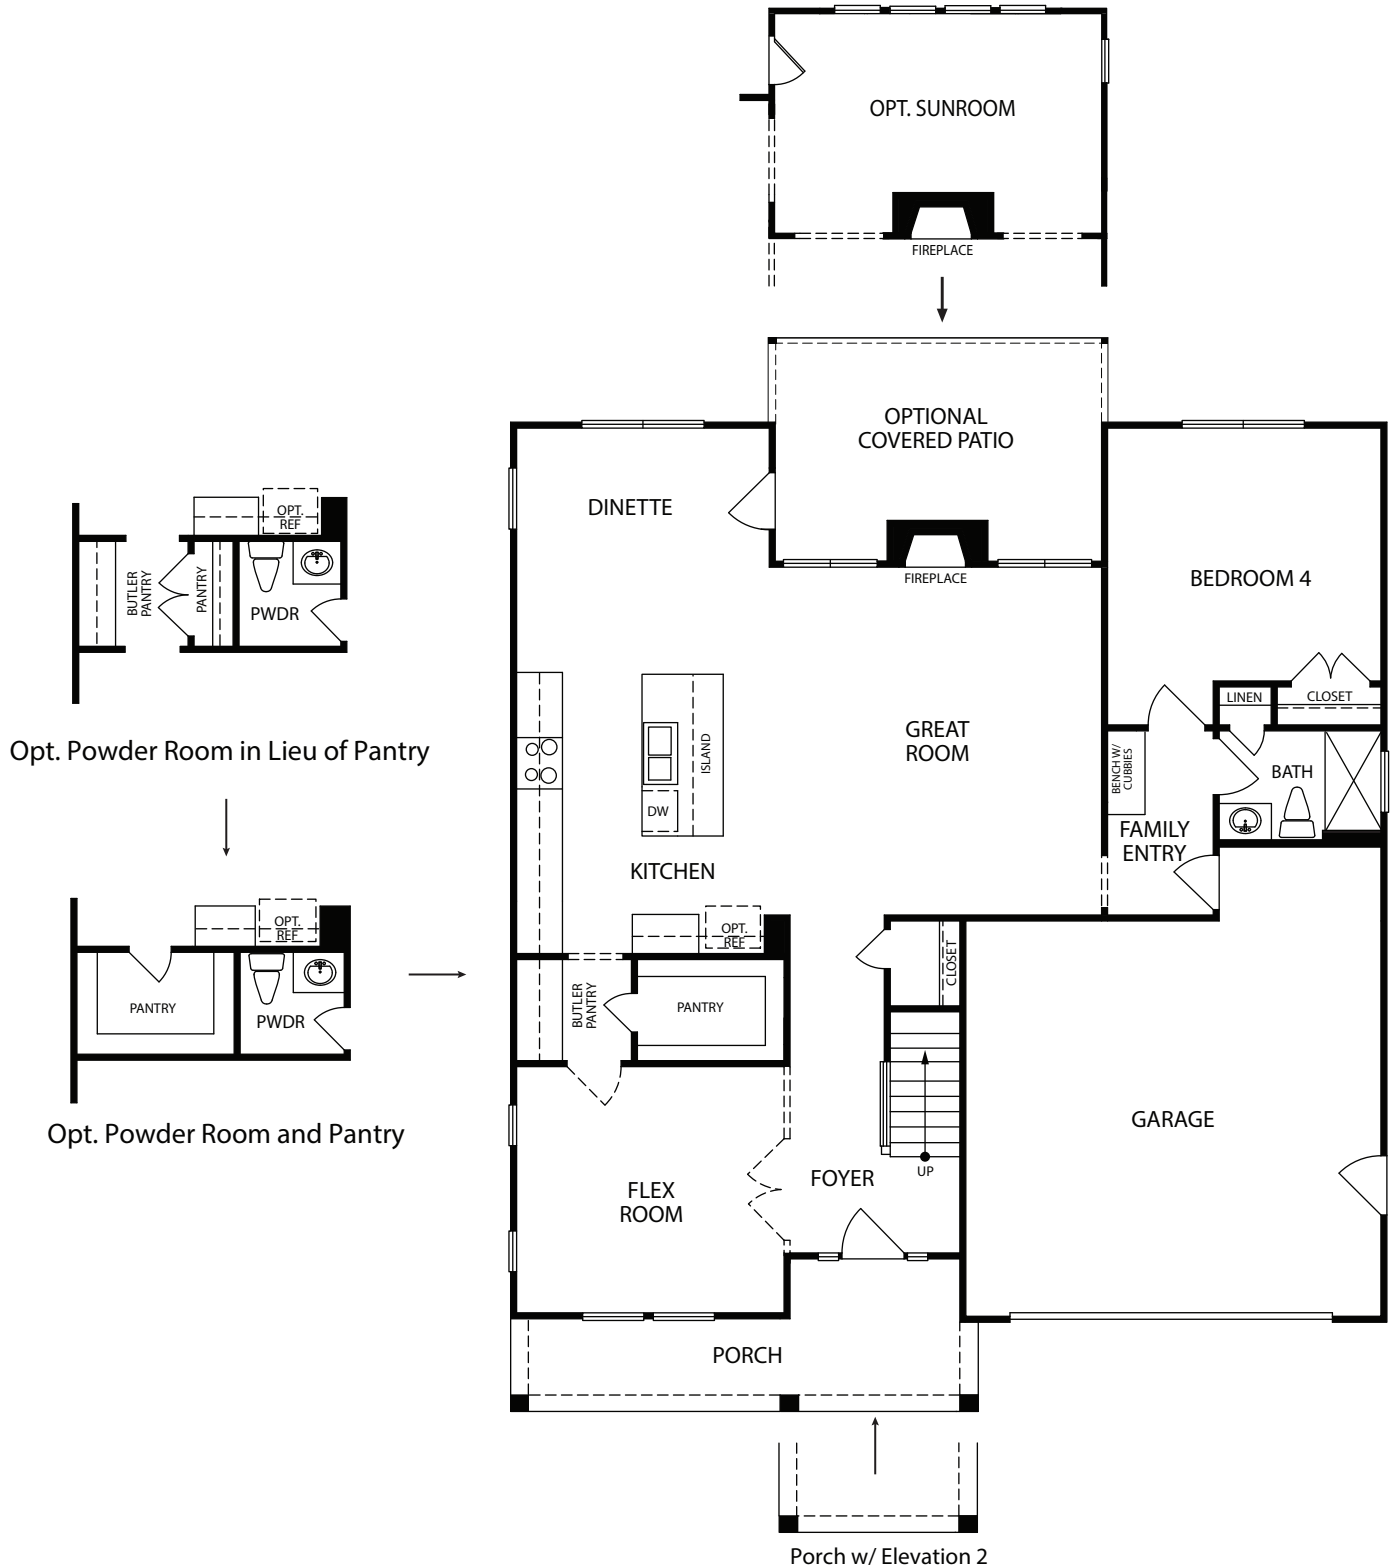 OPT. SUNROOM
FIREPLACE
OPTIONAL
COVERED PATIO
FIREPLACE
DINETTE
BEDROOM 4
LINEN
CLOSET
GREAT
ROOM
ISLAND
DW
BENCH W/
CUBBIES
BATH
FAMILY
ENTRY
KITCHEN
OPT.
REF
CLOSET
BUTLER
PANTRY
PANTRY
GARAGE
UP
FOYER
FLEX
ROOM
PORCH
Porch w/ Elevation 2
OPT.
REF
BUTLER
PANTRY
PANTRY
PWDR
Opt. Powder Room in Lieu of Pantry
OPT.
REF
PANTRY
PWDR
Opt. Powder Room and Pantry